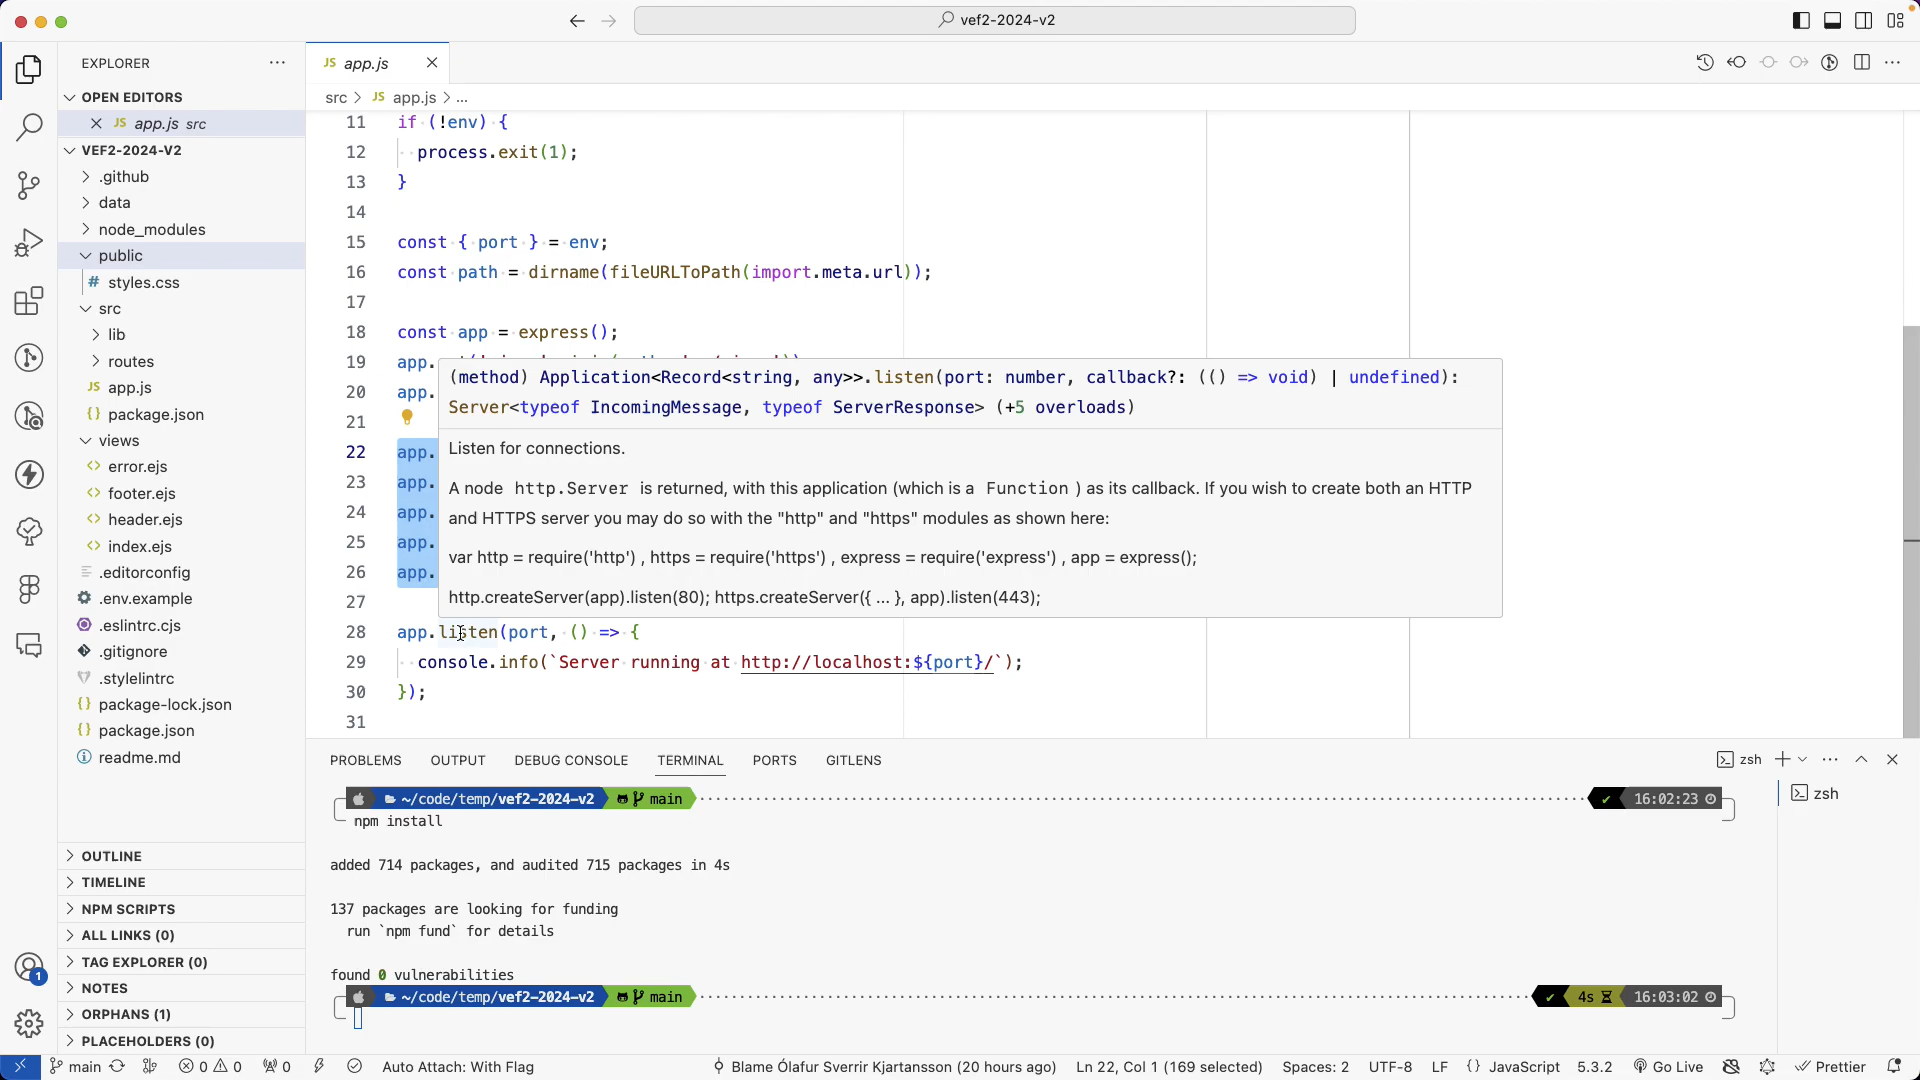 vef2-2024-v2
EXPLORER
JS app.js
src > JS app.js > ...
OPEN EDITORS
JS app.js src
VEF2-2024-V2
.github
data
node_modules
public
# styles.css
src
lib
routes
JS app.js
{} package.json
views
<> error.ejs
<> footer.ejs
<> header.ejs
<> index.ejs
.editorconfig
.env.example
.eslintrc.cjs
.gitignore
.stylelintrc
{} package-lock.json
{} package.json
readme.md
OUTLINE
TIMELINE
NPM SCRIPTS
ALL LINKS (0)
TAG EXPLORER (0)
NOTES
ORPHANS (1)
PLACEHOLDERS (0)
1
11 if (!env) {
12 process.exit(1);
13 }
14
15 const { port } = env;
16 const path = dirname(fileURLToPath(import.meta.url));
17
18 const app = express();
19 app.
20 app.
21
22 app.
23 app.
24 app.
25 app.
26 app.
27
(method) Application<Record<string, any>>.listen(port: number, callback?: (() => void) | undefined):
Server<typeof IncomingMessage, typeof ServerResponse> (+5 overloads)
Listen for connections.
A node http.Server is returned, with this application (which is a Function ) as its callback. If you wish to create both an HTTP
and HTTPS server you may do so with the "http" and "https" modules as shown here:
var http = require('http') , https = require('https') , express = require('express') , app = express();
http.createServer(app).listen(80); https.createServer({ ... }, app).listen(443);
28 app.listen(port, () => {
29 console.info(`Server running at http://localhost:${port}/`);
30 });
31
PROBLEMS OUTPUT DEBUG CONSOLE TERMINAL PORTS GITLENS
zsh
zsh
~/code/temp/vef2-2024-v2 main 16:02:23
npm install
added 714 packages, and audited 715 packages in 4s
137 packages are looking for funding
run `npm fund` for details
found 0 vulnerabilities
~/code/temp/vef2-2024-v2 main 4s 16:03:02
main 0 0 0 Auto Attach: With Flag Blame Ólafur Sverrir Kjartansson (20 hours ago) Ln 22, Col 1 (169 selected) Spaces: 2 UTF-8 LF {} JavaScript 5.3.2 Go Live Prettier